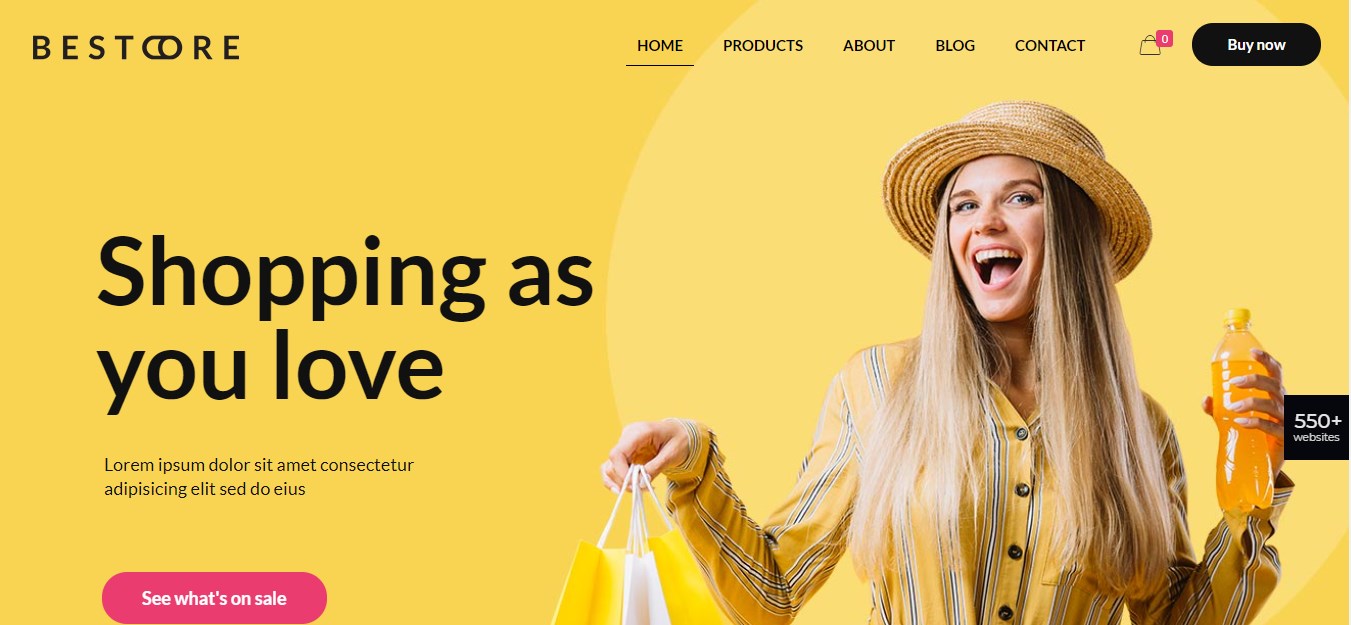 BESTOORE
HOME PRODUCTS ABOUT BLOG CONTACT
0
Buy now
Shopping as
you love
550+
websites
Lorem ipsum dolor sit amet consectetur
adipisicing elit sed do eius
See what's on sale